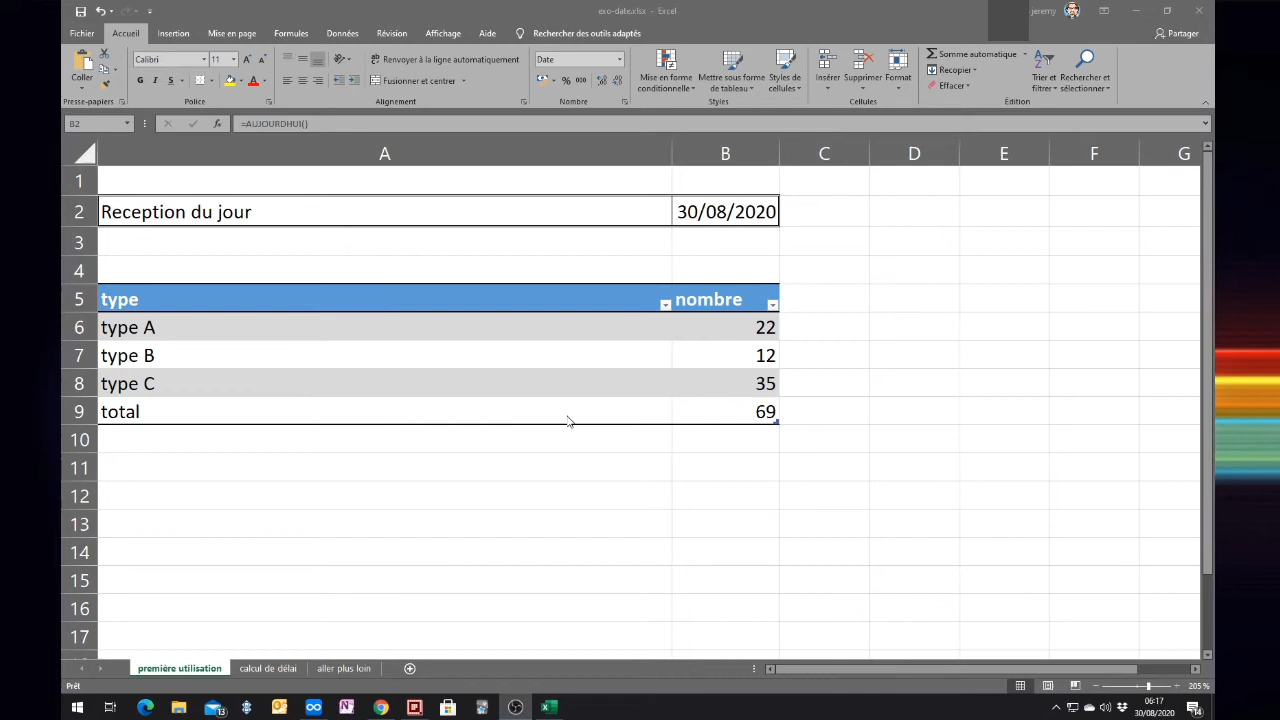 exo-date.xlsx - Excel
jeremy
Fichier Accueil Insertion Mise en page Formules Données Révision Affichage Aide Rechercher des outils adaptés Partager
Coller
Calibri 11
G I S
Renvoyer à la ligne automatiquement
Fusionner et centrer
Date
% 000
Mise en forme conditionnelle
Mettre sous forme de tableau
Styles de cellules
Insérer Supprimer Format
Somme automatique
Recopier
Effacer
Trier et filtrer
Rechercher et sélectionner
Presse-papiers Police Alignement Nombre Styles Cellules Édition
B2 fx =AUJOURDHUI()
A B C D E F G
1
2 Reception du jour 30/08/2020
3
4
5 type nombre
6 type A 22
7 type B 12
8 type C 35
9 total 69
10
11
12
13
14
15
16
17
première utilisation calcul de délai aller plus loin
Prêt 205 %
13
06:17
30/08/2020
14